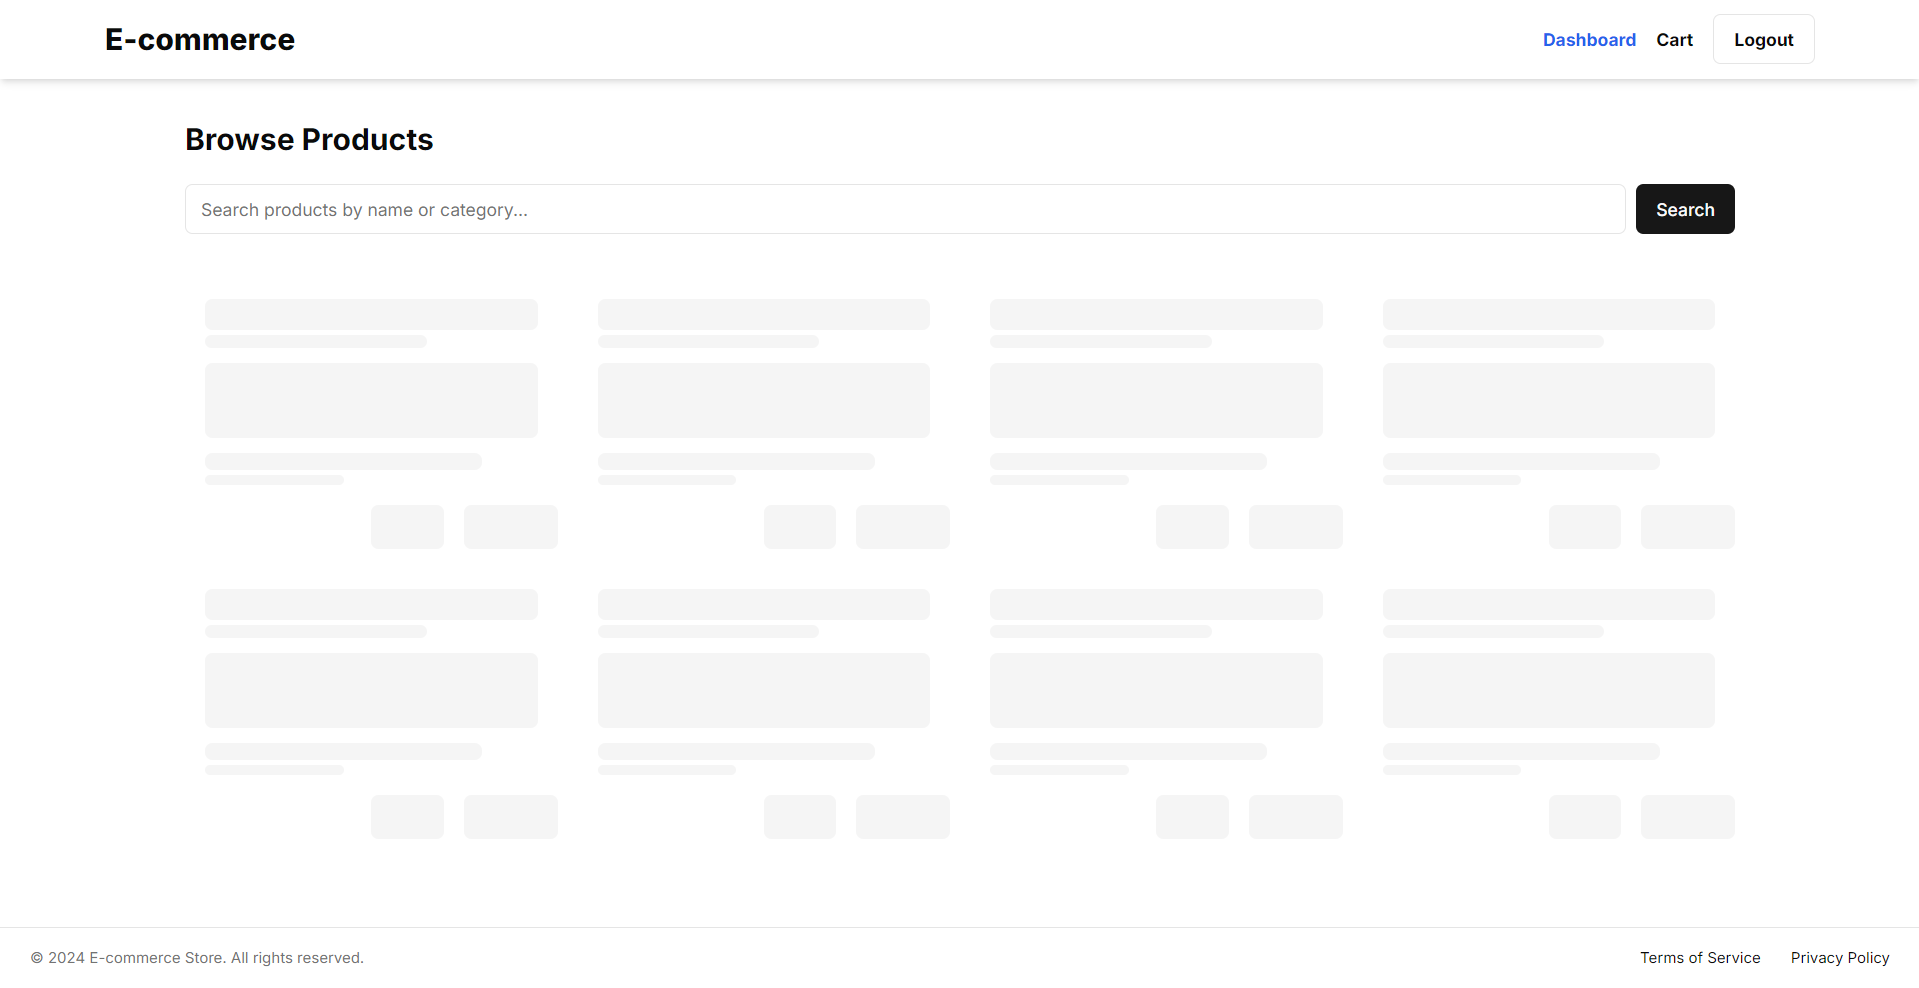 E-commerce
Dashboard Cart Logout
Browse Products
Search products by name or category...
Search
© 2024 E-commerce Store. All rights reserved.
Terms of Service Privacy Policy